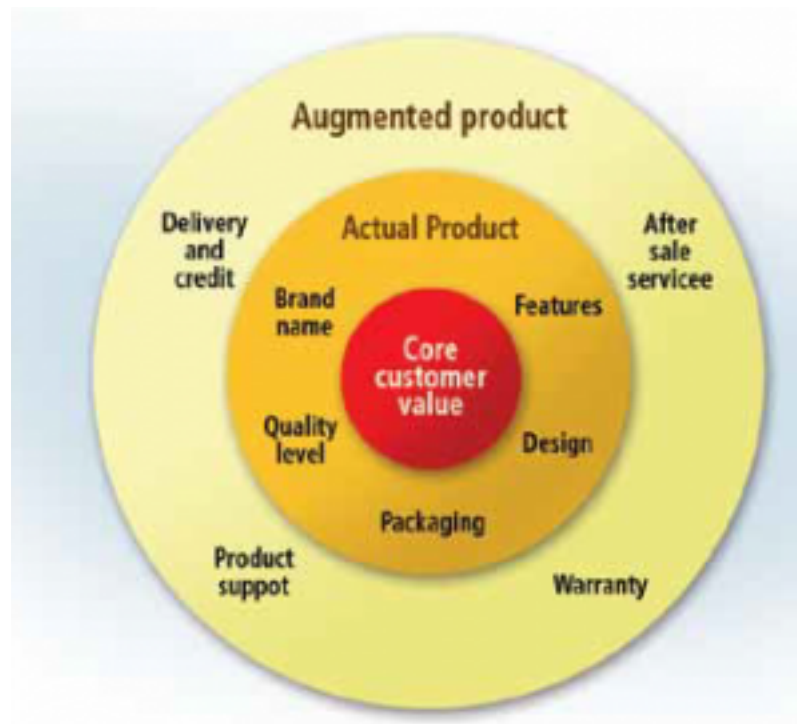 Augmented product
Delivery
and
credit
After
sale
servicee
Actual Product
Brand
name
Features
Core
customer
value
Quality
level
Design
Packaging
Product
suppot
Warranty